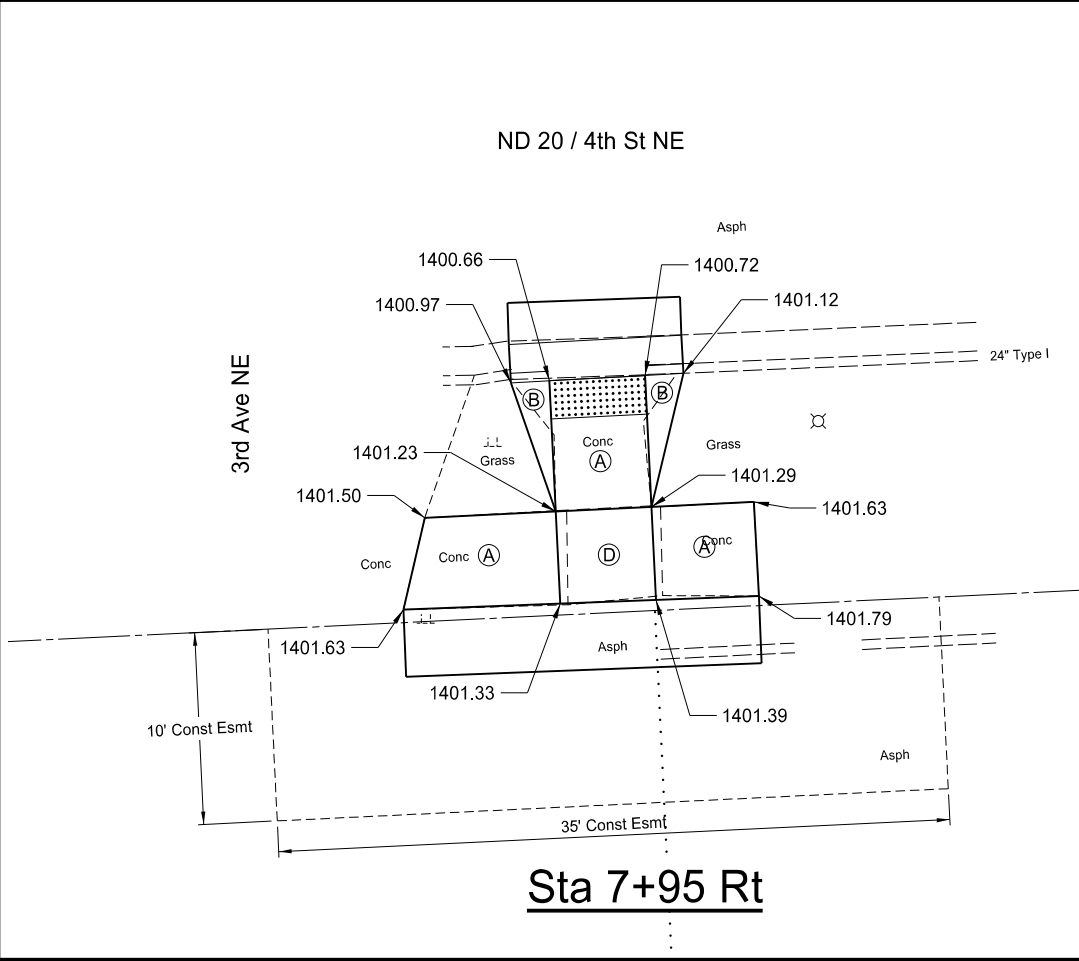 ND 20 / 4th St NE
Asph
1400.66
1400.72
1400.97
1401.12
24" Type I
3rd Ave NE
B
B
Conc
A
Grass
Grass
1401.23
1401.29
1401.50
1401.63
Conc
Conc
A
D
A
Conc
1401.63
1401.79
Asph
1401.33
1401.39
10' Const Esmt
Asph
35' Const Esmt
Sta 7+95 Rt